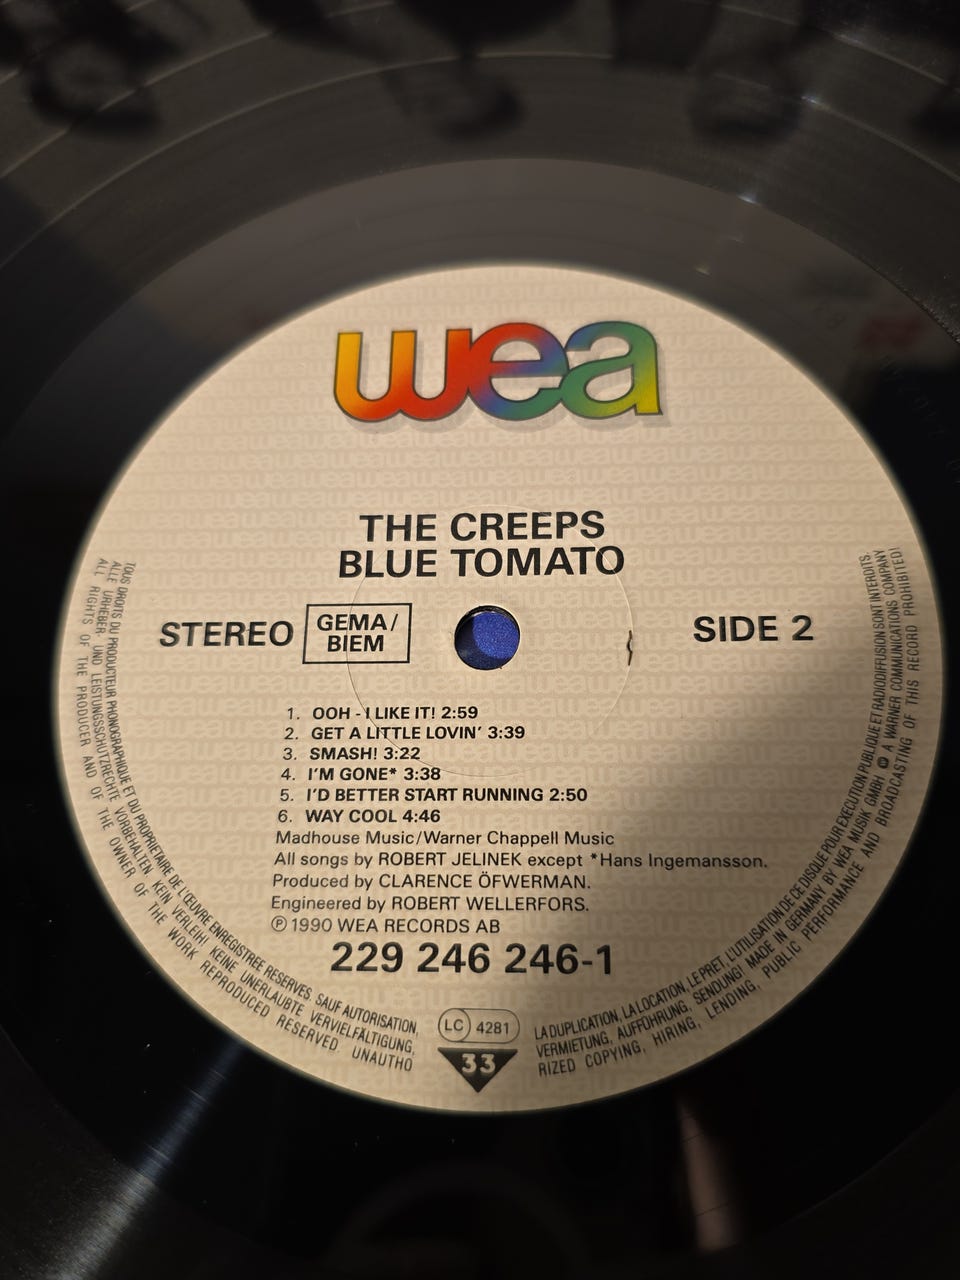 wea
THE CREEPS
BLUE TOMATO
STEREO
GEMA/
BIEM
SIDE 2
1. OOH - I LIKE IT! 2:59
2. GET A LITTLE LOVIN' 3:39
3. SMASH! 3:22
4. I'M GONE* 3:38
5. I'D BETTER START RUNNING 2:50
6. WAY COOL 4:46
Madhouse Music/Warner Chappell Music
All songs by ROBERT JELINEK except *Hans Ingemansson.
Produced by CLARENCE ÖFWERMAN.
Engineered by ROBERT WELLERFORS.
Ⓟ 1990 WEA RECORDS AB
229 246 246-1
LC 4281
33
TOUS DROITS DU PRODUCTEUR PHONOGRAPHIQUE ET DU PROPRIETAIRE DE L'ŒUVRE ENREGISTREE RESERVES. SAUF AUTORISATION, LA DUPLICATION, LA LOCATION, LE PRET, L'UTILISATION DE CE DISQUE POUR EXECUTION PUBLIQUE ET RADIODIFFUSION SONT INTERDITS.
ALLE URHEBER- UND LEISTUNGSSCHUTZRECHTE VORBEHALTEN. KEIN VERLEIH! KEINE UNERLAUBTE VERVIELFÄLTIGUNG, VERMIETUNG, AUFFÜHRUNG, SENDUNG! MADE IN GERMANY BY WEA MUSIK GMBH A WARNER COMMUNICATIONS COMPANY
ALL RIGHTS OF THE PRODUCER AND OF THE OWNER OF THE WORK REPRODUCED RESERVED. UNAUTHORIZED COPYING, HIRING, LENDING, PUBLIC PERFORMANCE AND BROADCASTING OF THIS RECORD PROHIBITED!